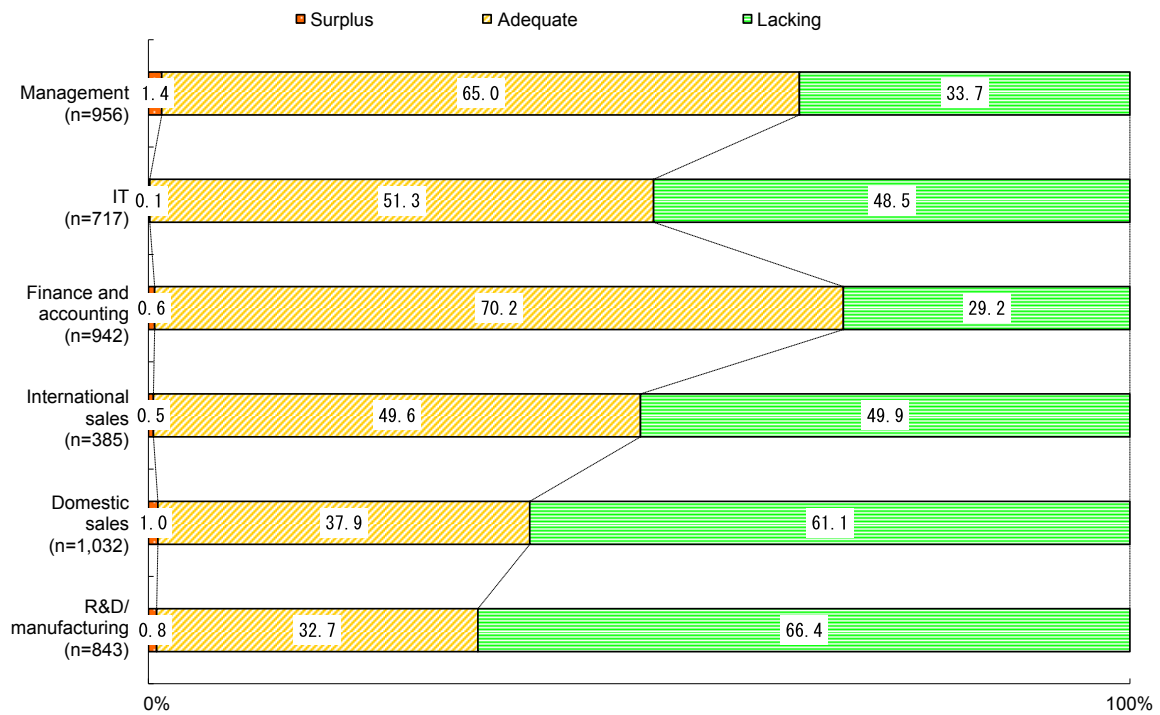 Surplus Adequate Lacking
Management
(n=956)
1.4 65.0 33.7
IT
(n=717)
0.1 51.3 48.5
Finance and
accounting
(n=942)
0.6 70.2 29.2
International
sales
(n=385)
0.5 49.6 49.9
Domestic
sales
(n=1,032)
1.0 37.9 61.1
R&D/
manufacturing
(n=843)
0.8 32.7 66.4
0% 100%